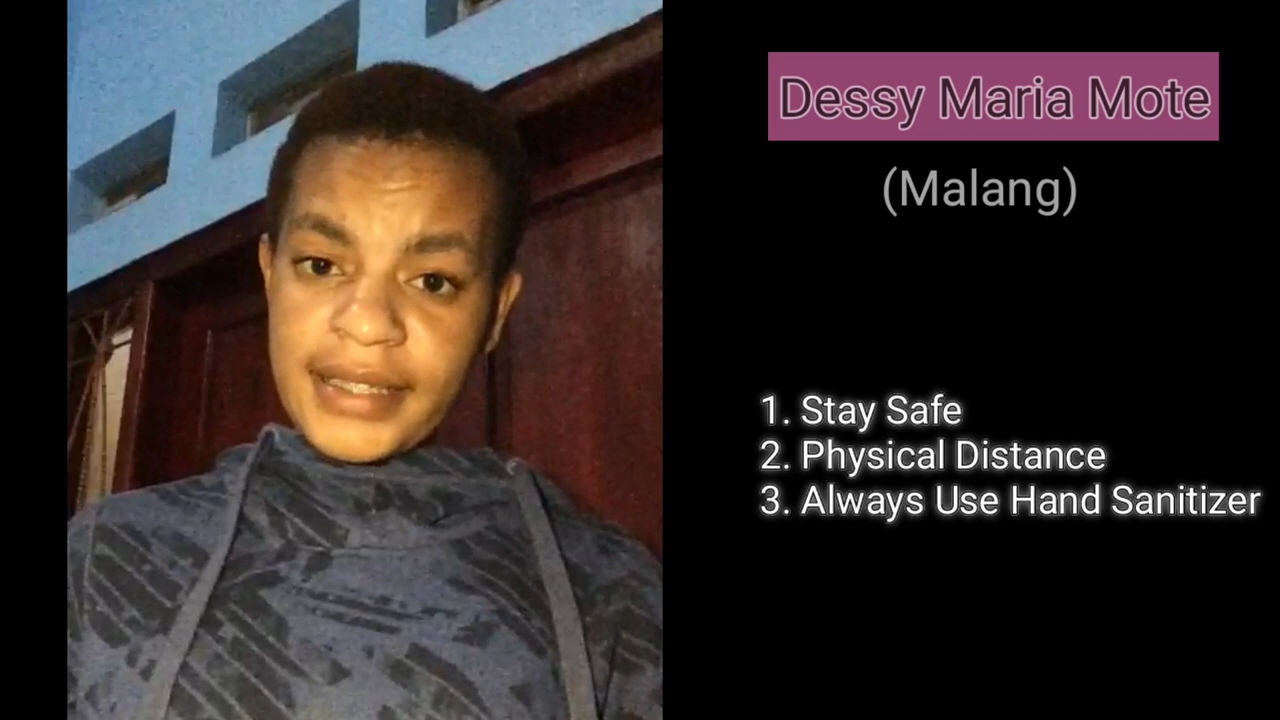 Dessy Maria Mote
(Malang)
1. Stay Safe
2. Physical Distance
3. Always Use Hand Sanitizer